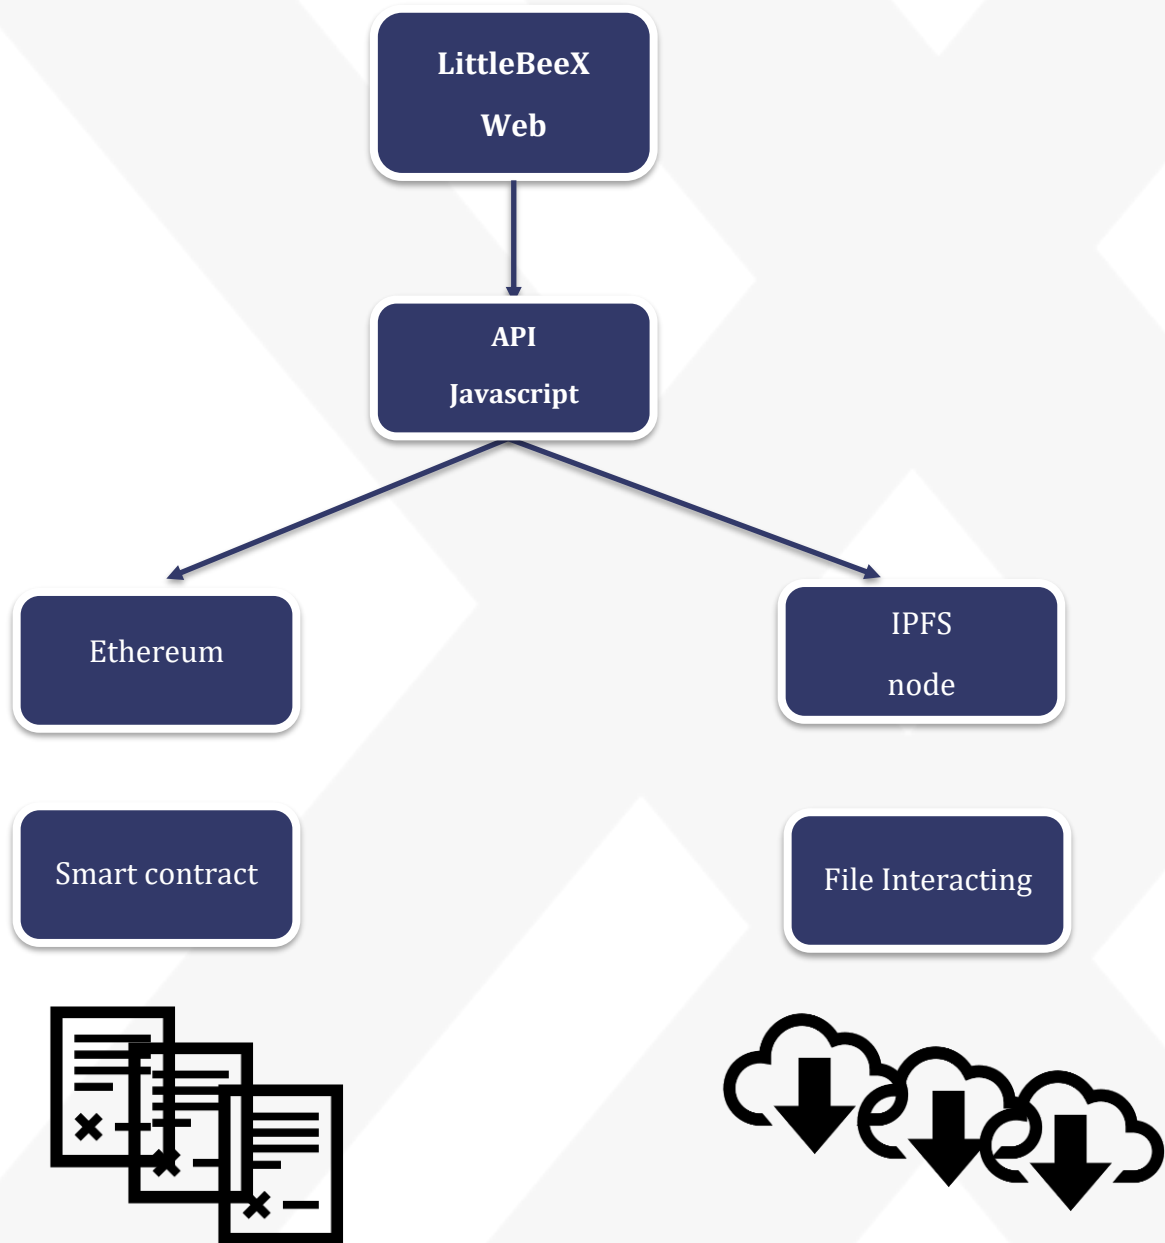 LittleBeeX
Web
API
Javascript
Ethereum
IPFS
node
Smart contract
File Interacting